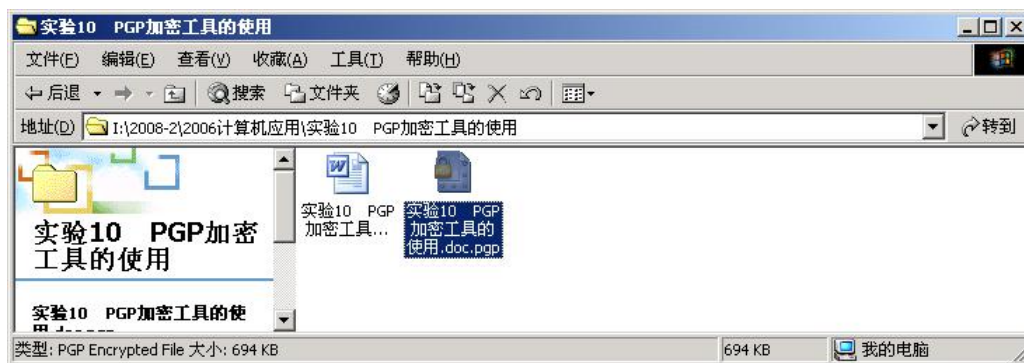 实验10 PGP加密工具的使用
文件(F) 编辑(E) 查看(V) 收藏(A) 工具(T) 帮助(H)
后退 搜索 文件夹
地址(D) I:\2008-2\2006计算机应用\实验10 PGP加密工具的使用 转到
实验10 PGP
加密工具...
实验10 PGP
加密工具的
使用.doc.pgp
实验10 PGP加密
工具的使用
实验10 PGP加密工具的使
类型: PGP Encrypted File 大小: 694 KB 694 KB 我的电脑